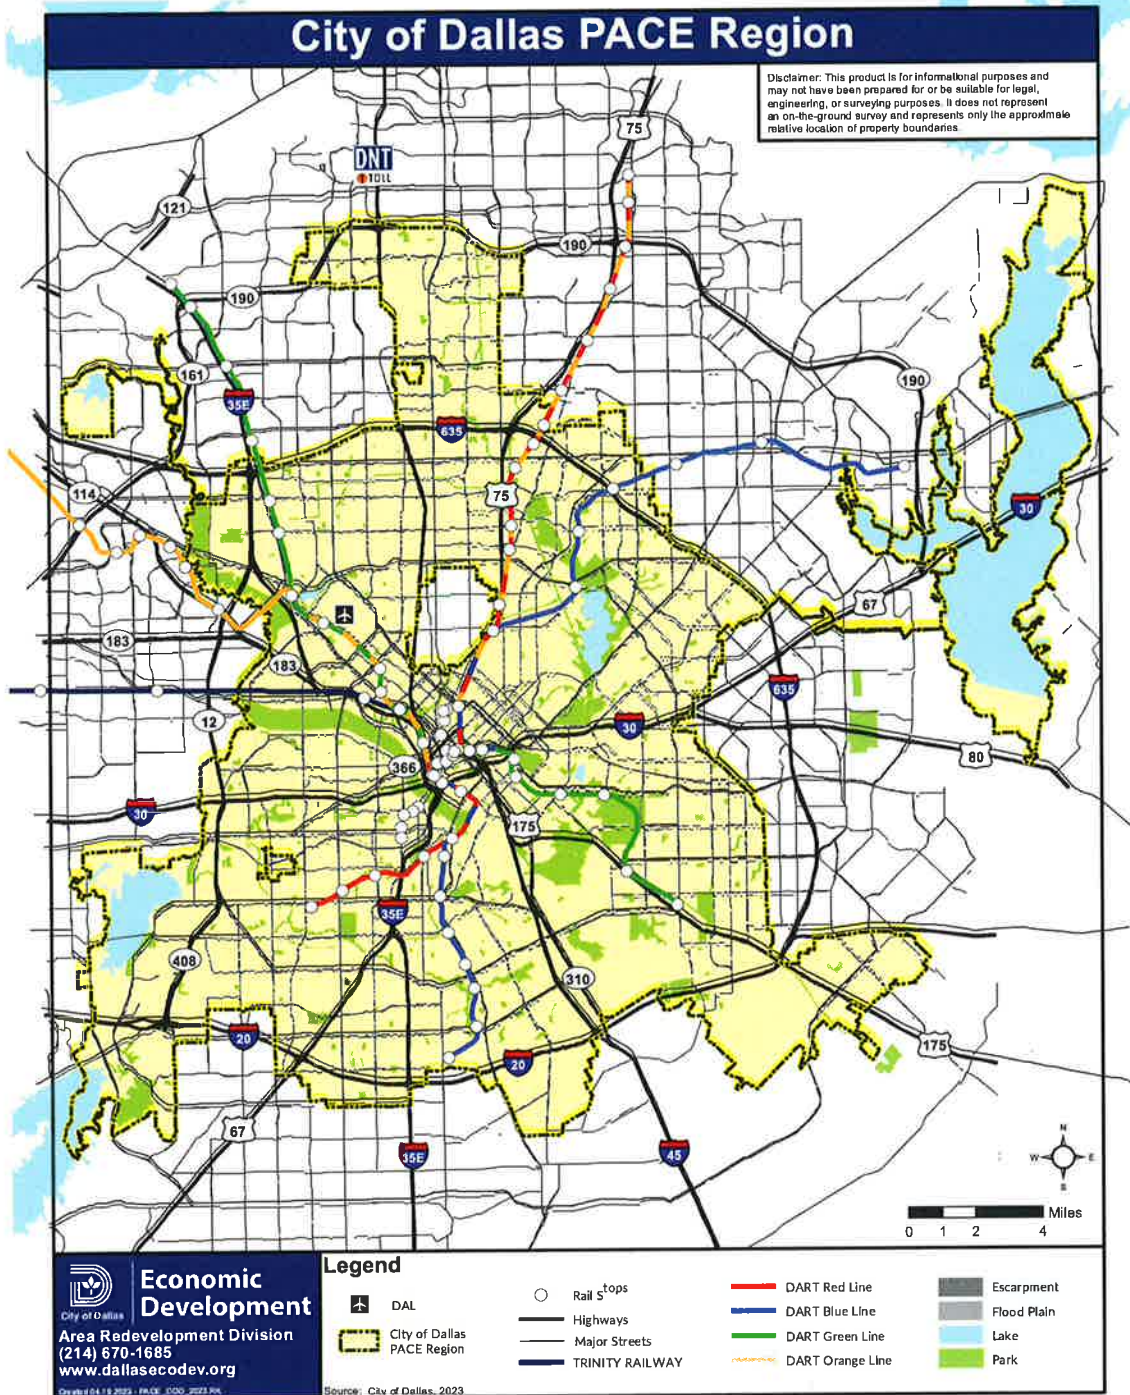 City of Dallas PACE Region
Disclaimer: This product is for informational purposes and
may not have been prepared for or be suitable for legal,
engineering, or surveying purposes. It does not represent
an on-the-ground survey and represents only the approximate
relative location of property boundaries.
75
DNT
TOLL
121
190
190
161
35E
190
635
114
75
30
67
183
183
635
12
30
80
366
30
175
35E
408
310
20
175
20
67
35E
45
N
W
E
S
Miles
0 1 2 4
City of Dallas
Economic
Development
Area Redevelopment Division
(214) 670-1685
www.dallasecodev.org
Legend
DAL
City of Dallas
PACE Region
Rail Stops
Highways
Major Streets
TRINITY RAILWAY
DART Red Line
DART Blue Line
DART Green Line
DART Orange Line
Escarpment
Flood Plain
Lake
Park
Source: City of Dallas, 2023